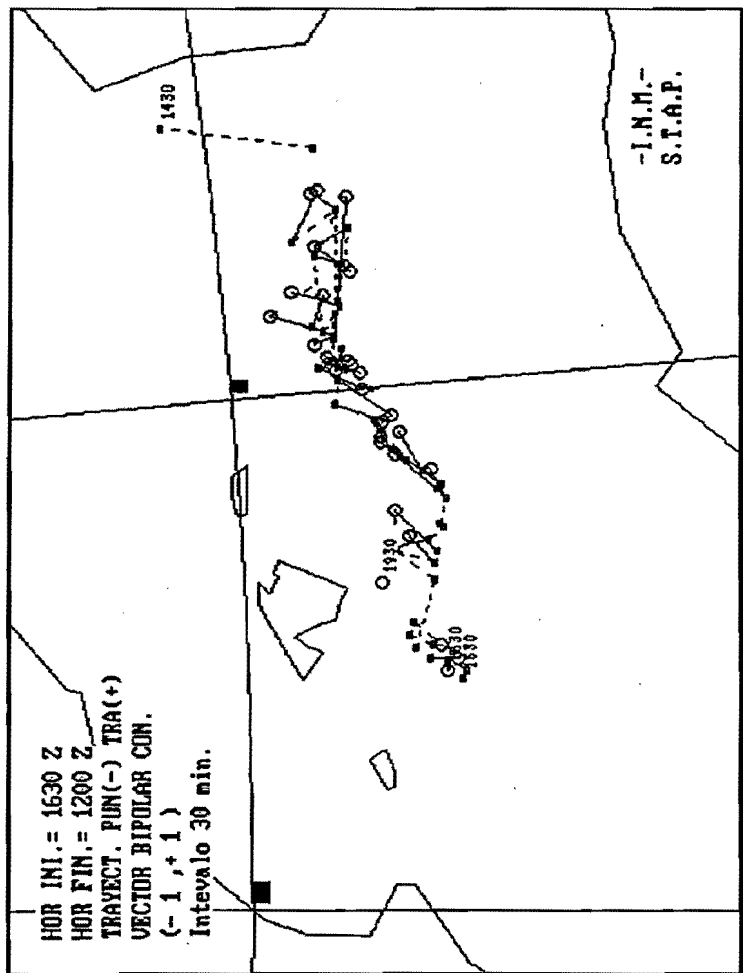 HOR INI.= 1630 Z
HOR FIN.= 1200 Z
TRAYECT. PUN(-) TRA(+)
VECTOR BIPOLAR CON.
(- 1 ,+ 1 )
Intevalo 30 min.
1430
1930
1630
-I.N.M.-
S.T.A.P.